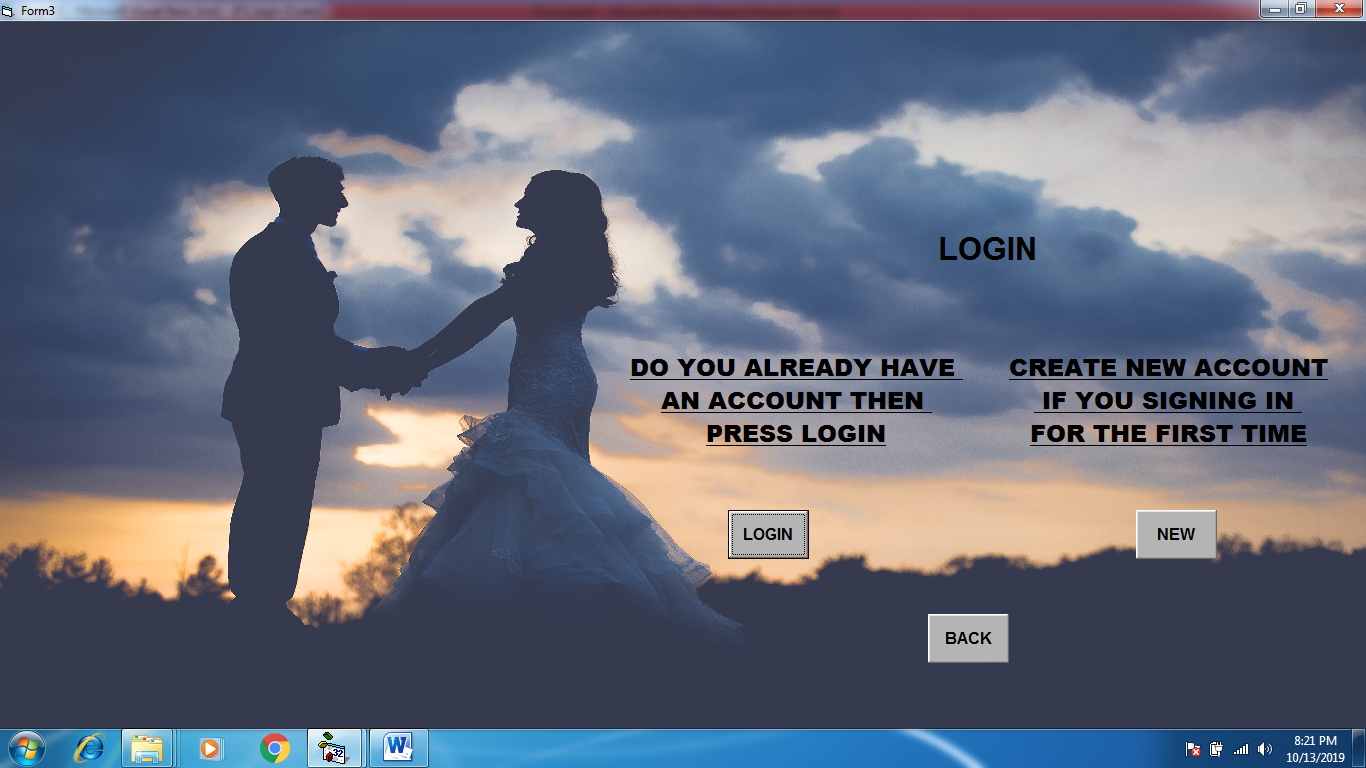 Form3
LOGIN
DO YOU ALREADY HAVE
AN ACCOUNT THEN
PRESS LOGIN
CREATE NEW ACCOUNT
IF YOU SIGNING IN
FOR THE FIRST TIME
LOGIN
NEW
BACK
32
W
8:21 PM
10/13/2019